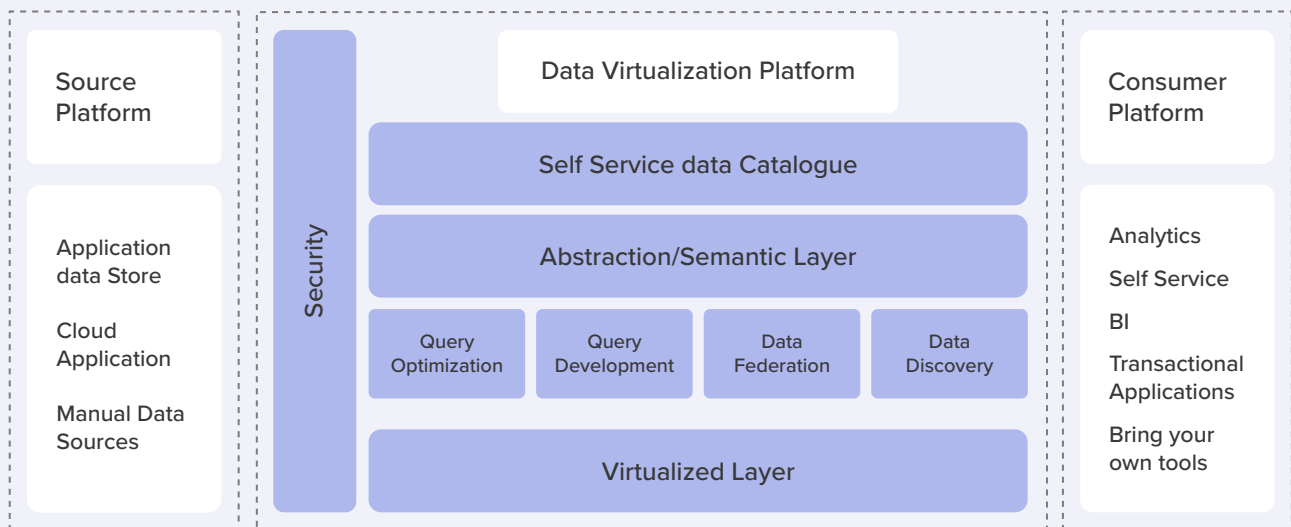 Source
Platform
Application
data Store
Cloud
Application
Manual Data
Sources
Security
Data Virtualization Platform
Self Service data Catalogue
Abstraction/Semantic Layer
Query
Optimization
Query
Development
Data
Federation
Data
Discovery
Virtualized Layer
Consumer
Platform
Analytics
Self Service
BI
Transactional
Applications
Bring your
own tools